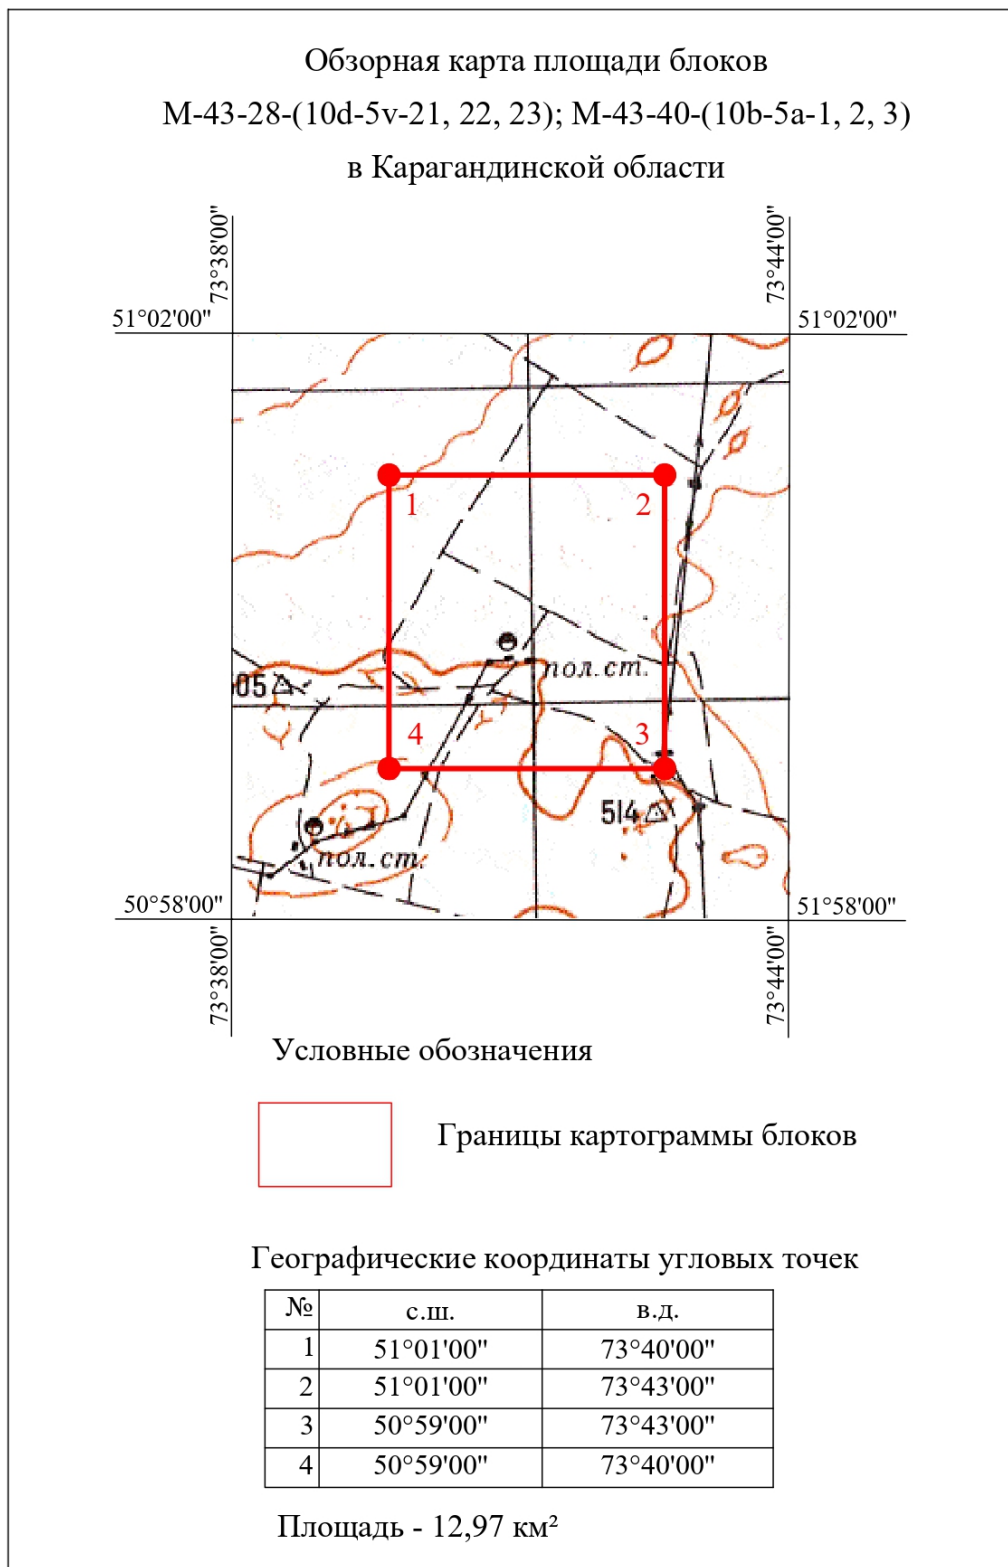 Обзорная карта площади блоков
М-43-28-(10d-5v-21, 22, 23); М-43-40-(10b-5a-1, 2, 3)
в Карагандинской области
73°38'00" 73°44'00"
51°02'00" 51°02'00"
1 2
пол.ст.
05
4 3
514
пол.ст.
50°58'00" 51°58'00"
73°38'00" 73°44'00"
Условные обозначения
Границы картограммы блоков
Географические координаты угловых точек
№ с.ш. в.д.
1 51°01'00" 73°40'00"
2 51°01'00" 73°43'00"
3 50°59'00" 73°43'00"
4 50°59'00" 73°40'00"
Площадь - 12,97 км²